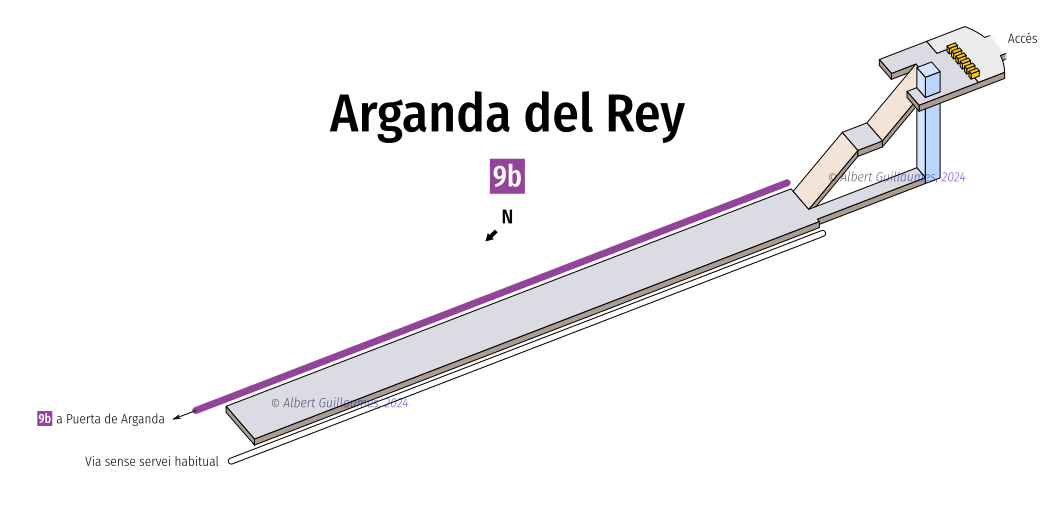 Accés
Arganda del Rey
9b
© Albert Guillaumes, 2024
N
© Albert Guillaumes, 2024
9b a Puerta de Arganda
Via sense servei habitual